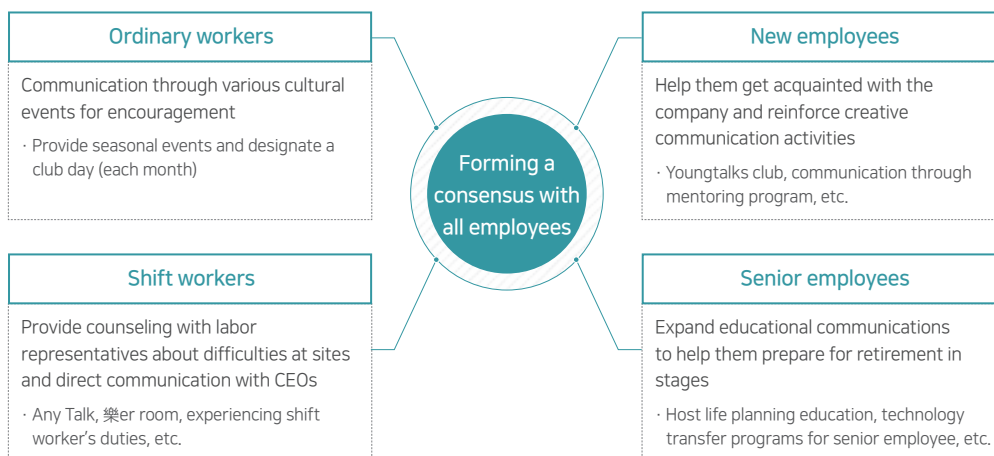 Ordinary workers
Communication through various cultural
events for encouragement
· Provide seasonal events and designate a
club day (each month)
New employees
Help them get acquainted with the
company and reinforce creative
communication activities
· Youngtalks club, communication through
mentoring program, etc.
Forming a
consensus with
all employees
Shift workers
Provide counseling with labor
representatives about difficulties at sites
and direct communication with CEOs
· Any Talk, 樂er room, experiencing shift
worker's duties, etc.
Senior employees
Expand educational communications
to help them prepare for retirement in
stages
· Host life planning education, technology
transfer programs for senior employee, etc.